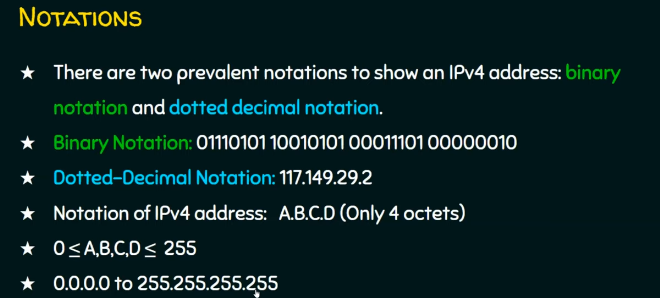 NOTATIONS
★ There are two prevalent notations to show an IPv4 address: binary
notation and dotted decimal notation.
★ Binary Notation: 01110101 10010101 00011101 00000010
★ Dotted-Decimal Notation: 117.149.29.2
★ Notation of IPv4 address: A.B.C.D (Only 4 octets)
★ 0 ≤ A,B,C,D ≤ 255
★ 0.0.0.0 to 255.255.255.255